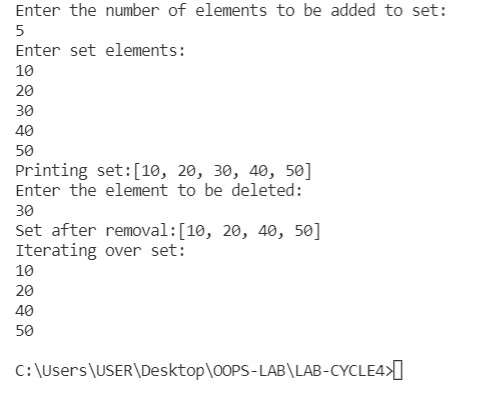 Enter the number of elements to be added to set:
5
Enter set elements:
10
20
30
40
50
Printing set:[10, 20, 30, 40, 50]
Enter the element to be deleted:
30
Set after removal:[10, 20, 40, 50]
Iterating over set:
10
20
40
50
C:\Users\USER\Desktop\OOPS-LAB\LAB-CYCLE4>